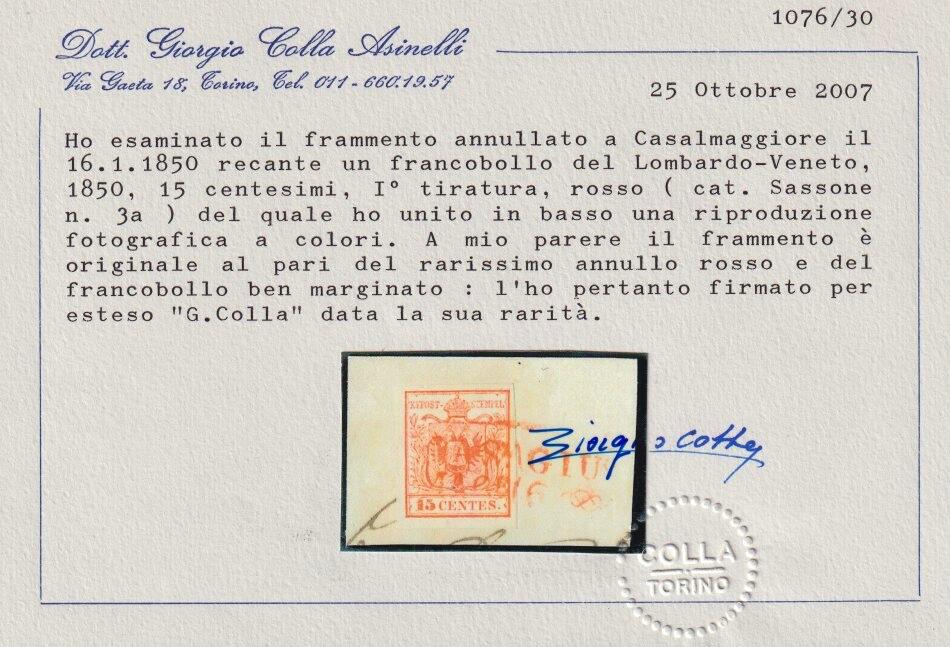 1076/30
Dott. Giorgio Colla Asinelli
Via Gaeta 18, Torino, Tel. 011 - 660.19.57
25 Ottobre 2007
Ho esaminato il frammento annullato a Casalmaggiore il
16.1.1850 recante un francobollo del Lombardo-Veneto,
1850, 15 centesimi, I° tiratura, rosso ( cat. Sassone
n. 3a ) del quale ho unito in basso una riproduzione
fotografica a colori. A mio parere il frammento è
originale al pari del rarissimo annullo rosso e del
francobollo ben marginato : l'ho pertanto firmato per
esteso "G.Colla" data la sua rarità.
KKPOST-STEMPEL
15 CENTES.
Giorgio Colla
COLLA
TORINO